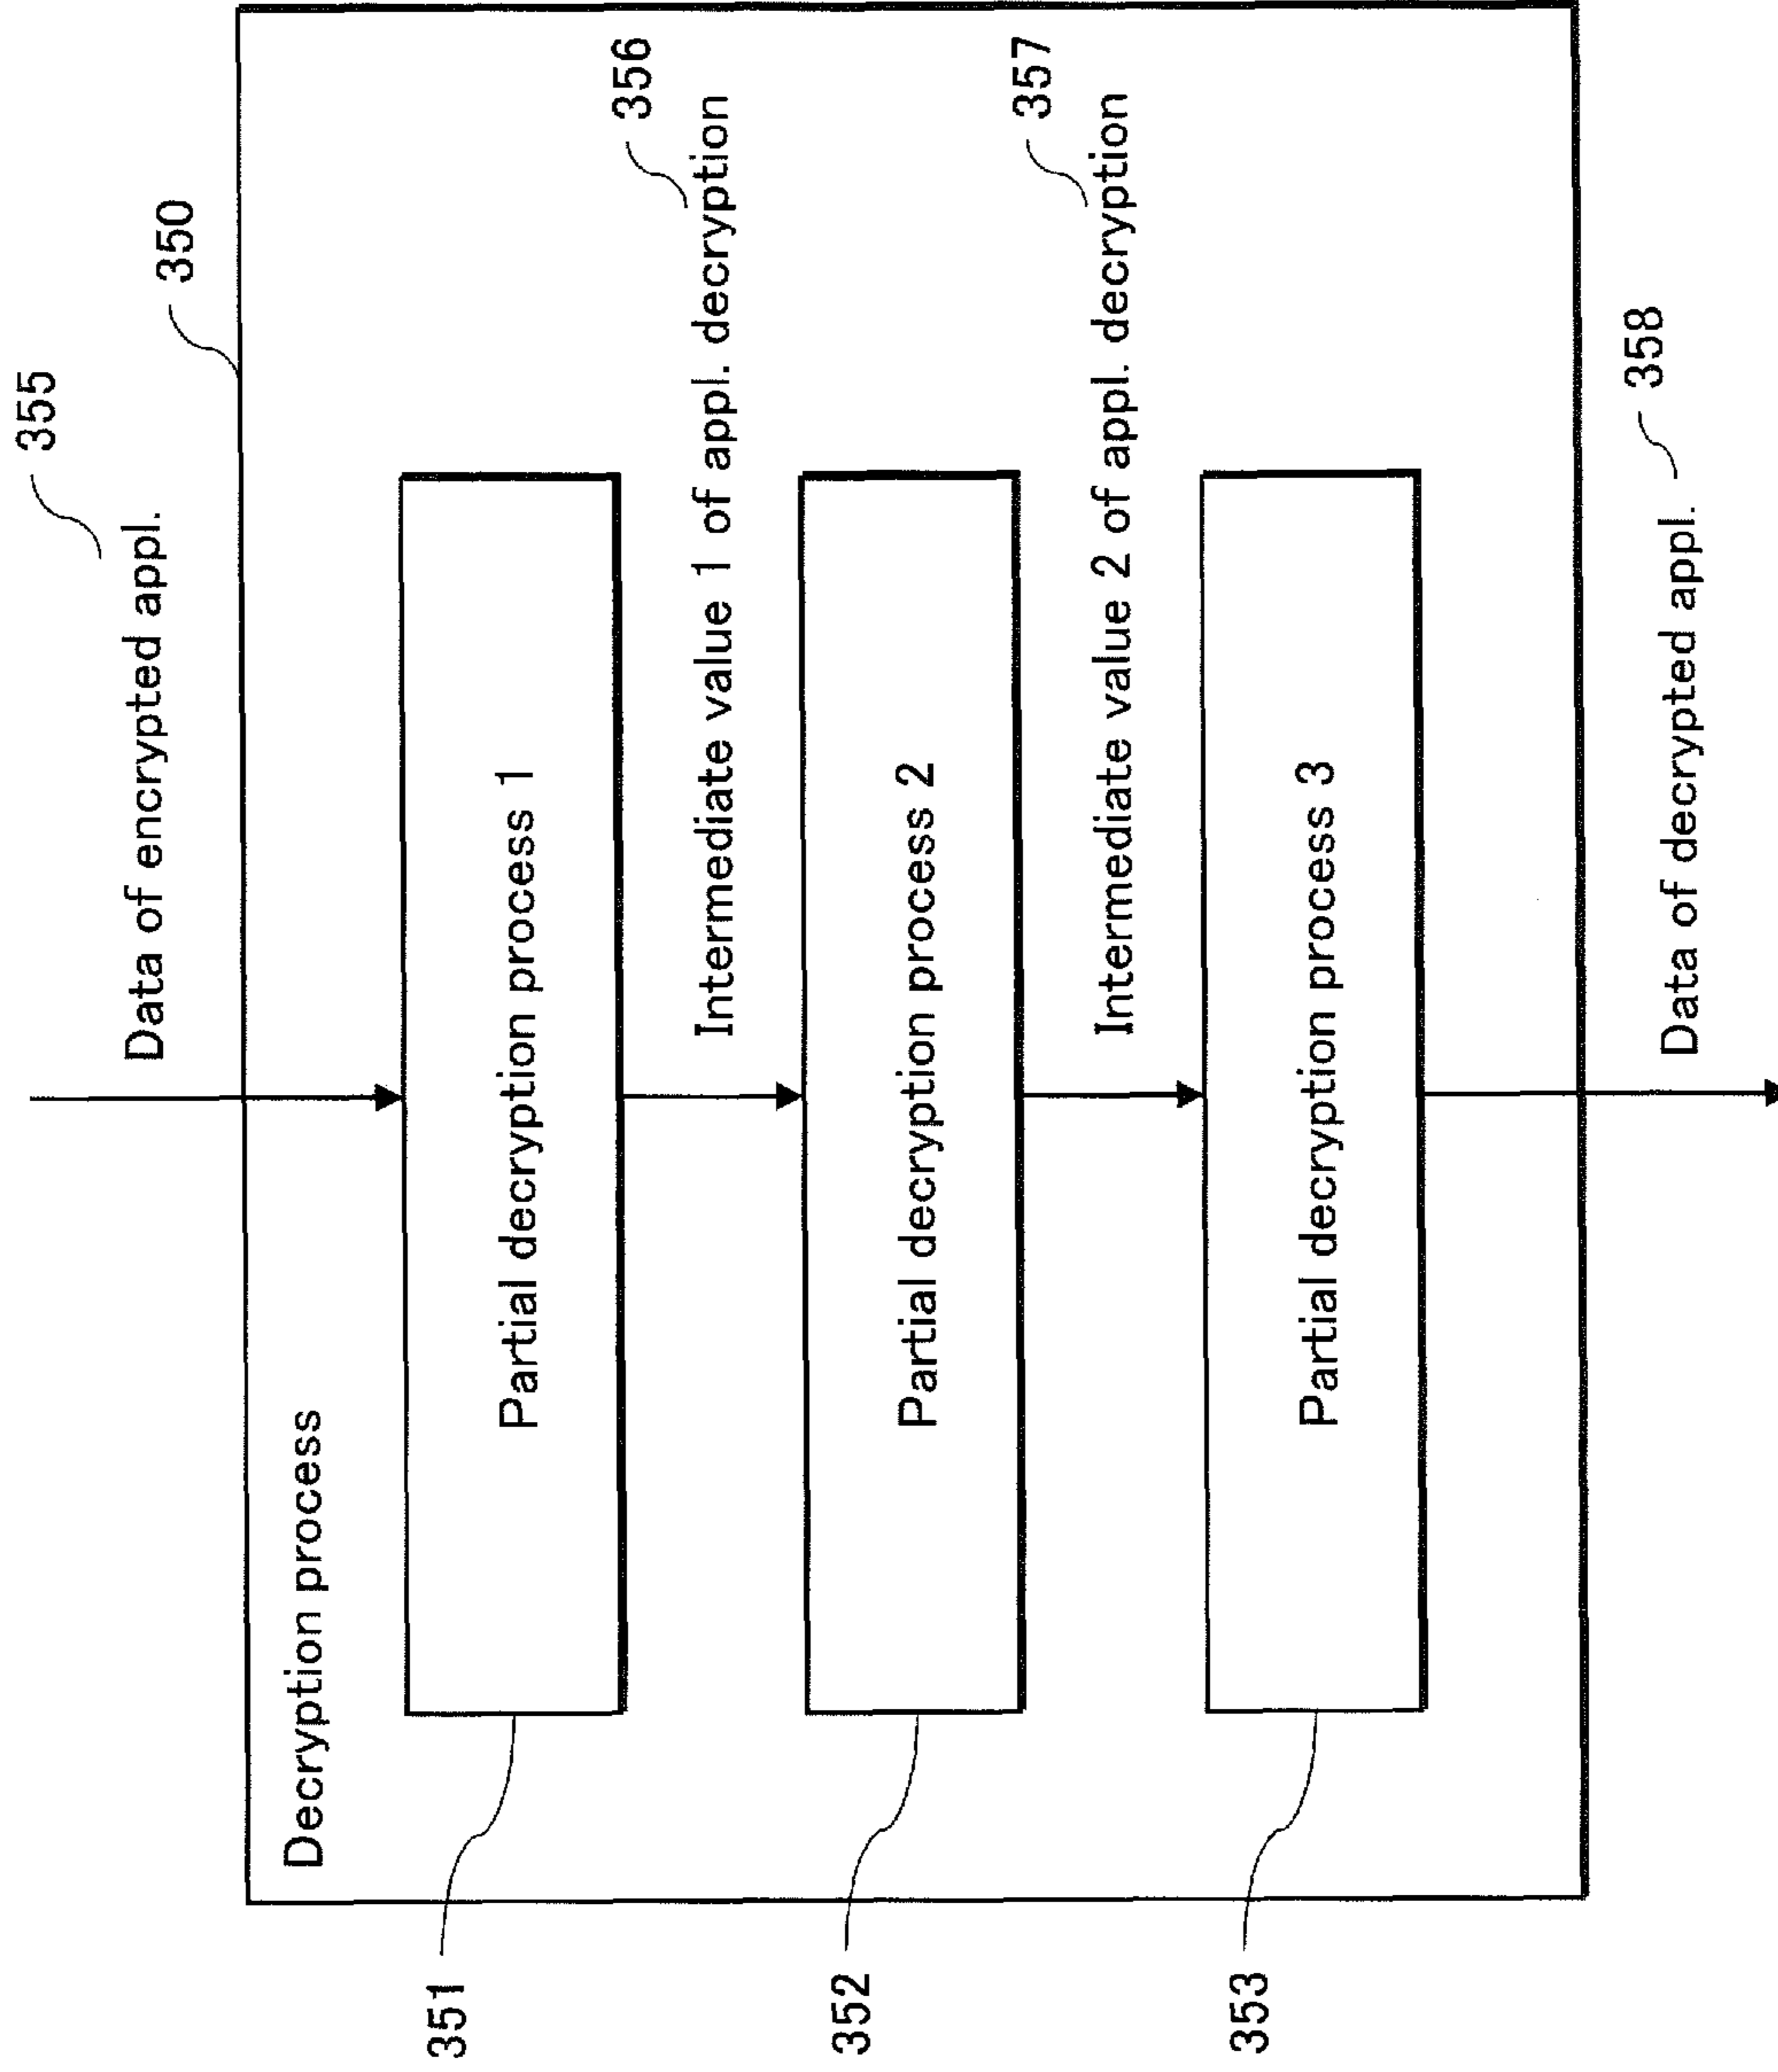 355
Data of encrypted appl.
350
Decryption process
351
Partial decryption process 1
356
Intermediate value 1 of appl. decryption
352
Partial decryption process 2
357
Intermediate value 2 of appl. decryption
353
Partial decryption process 3
358
Data of decrypted appl.